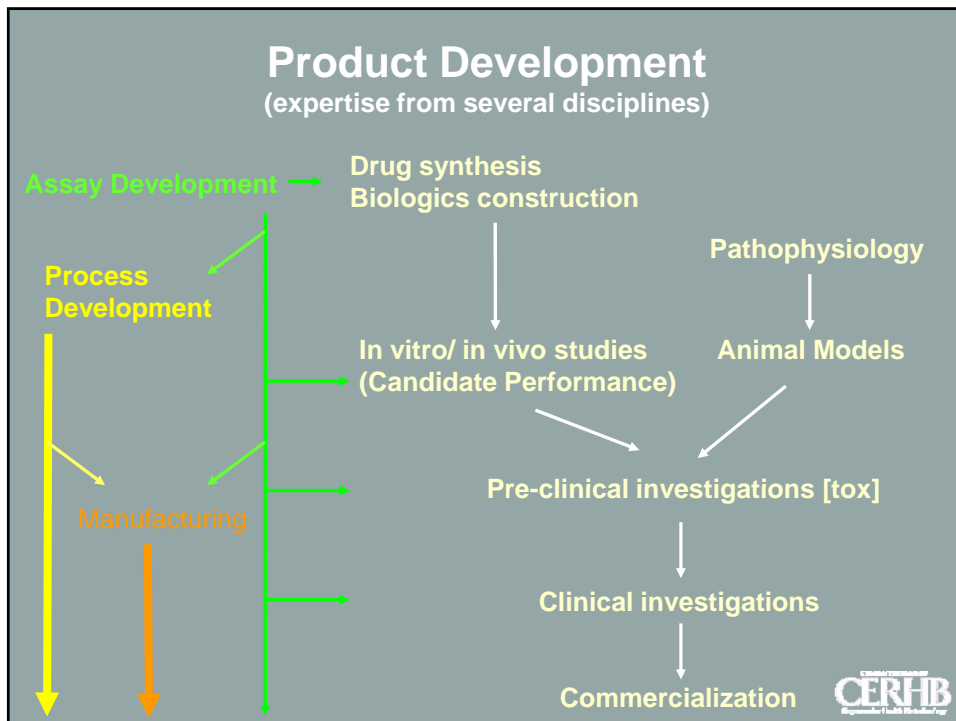 Product Development
(expertise from several disciplines)
Assay Development
Drug synthesis
Biologics construction
Pathophysiology
Process
Development
In vitro/ in vivo studies
(Candidate Performance)
Animal Models
Pre-clinical investigations [tox]
Manufacturing
Clinical investigations
Commercialization
CERHB